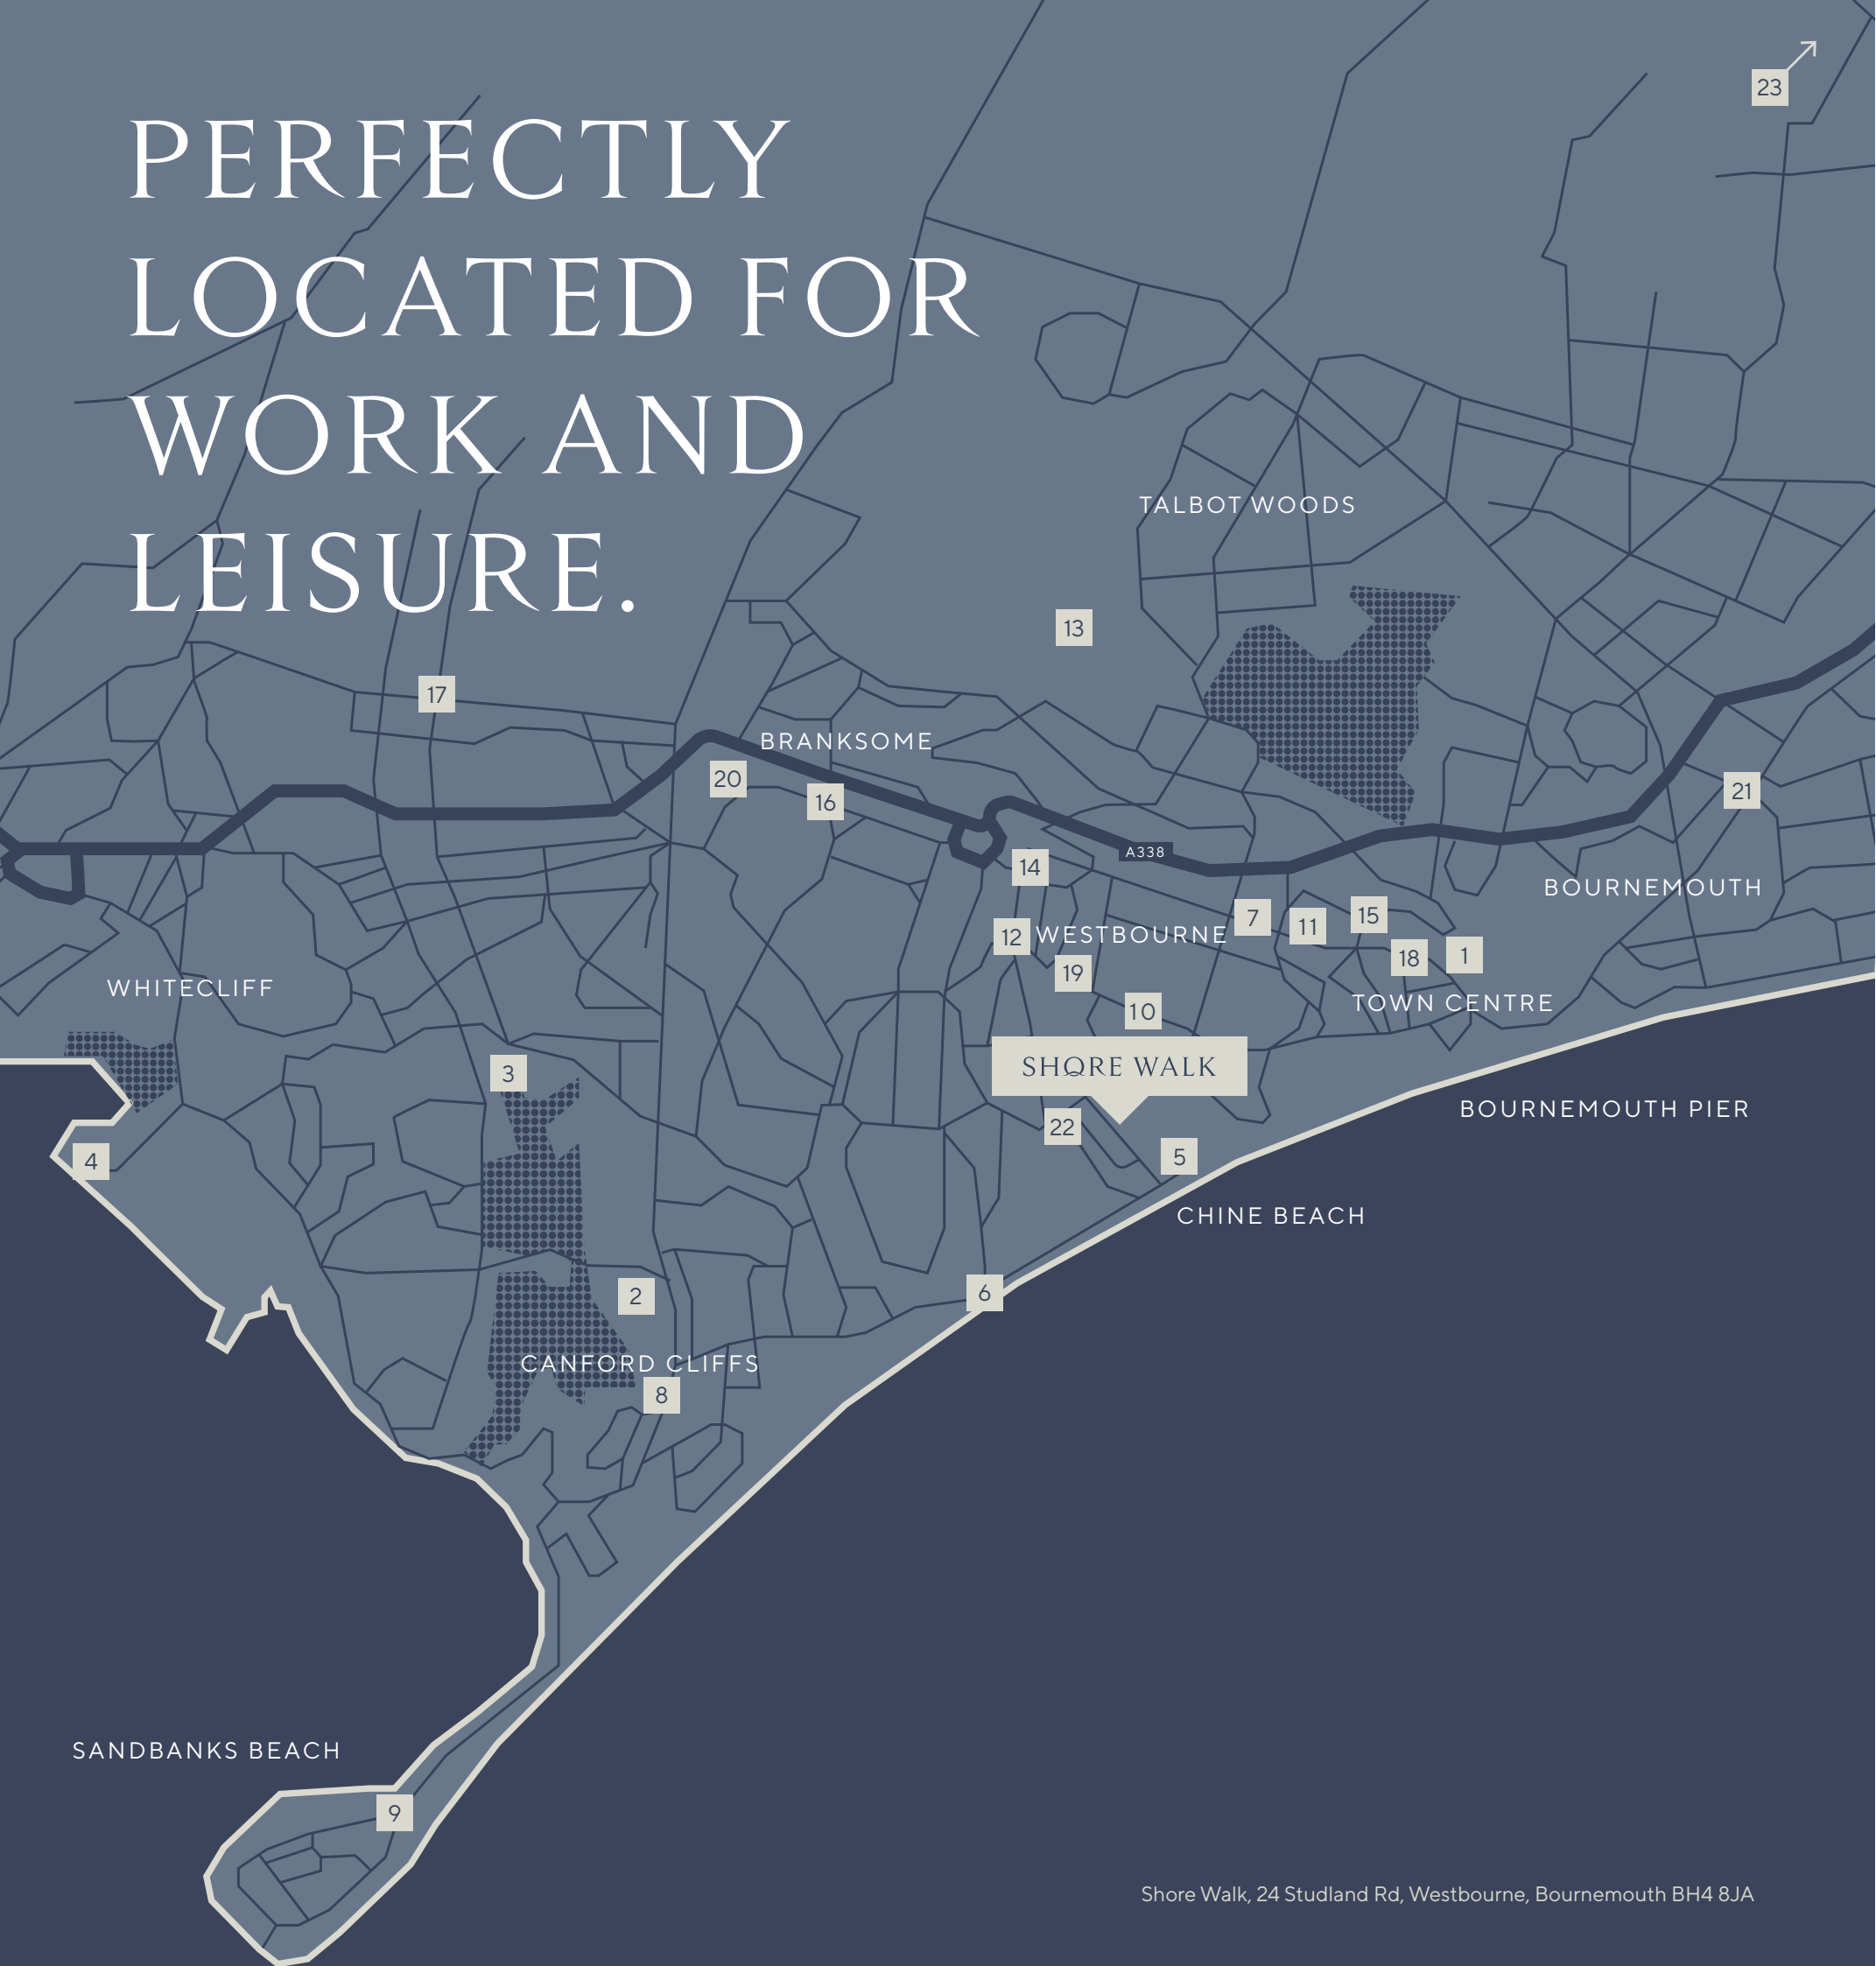 23
PERFECTLY
LOCATED FOR
WORK AND
LEISURE.
TALBOT WOODS
13
17
BRANKSOME
20
16
21
A338
14
BOURNEMOUTH
7
11
15
12
WESTBOURNE
18
1
19
WHITECLIFF
TOWN CENTRE
10
SHORE WALK
3
BOURNEMOUTH PIER
22
4
5
CHINE BEACH
2
6
CANFORD CLIFFS
8
SANDBANKS BEACH
9
Shore Walk, 24 Studland Rd, Westbourne, Bournemouth BH4 8JA